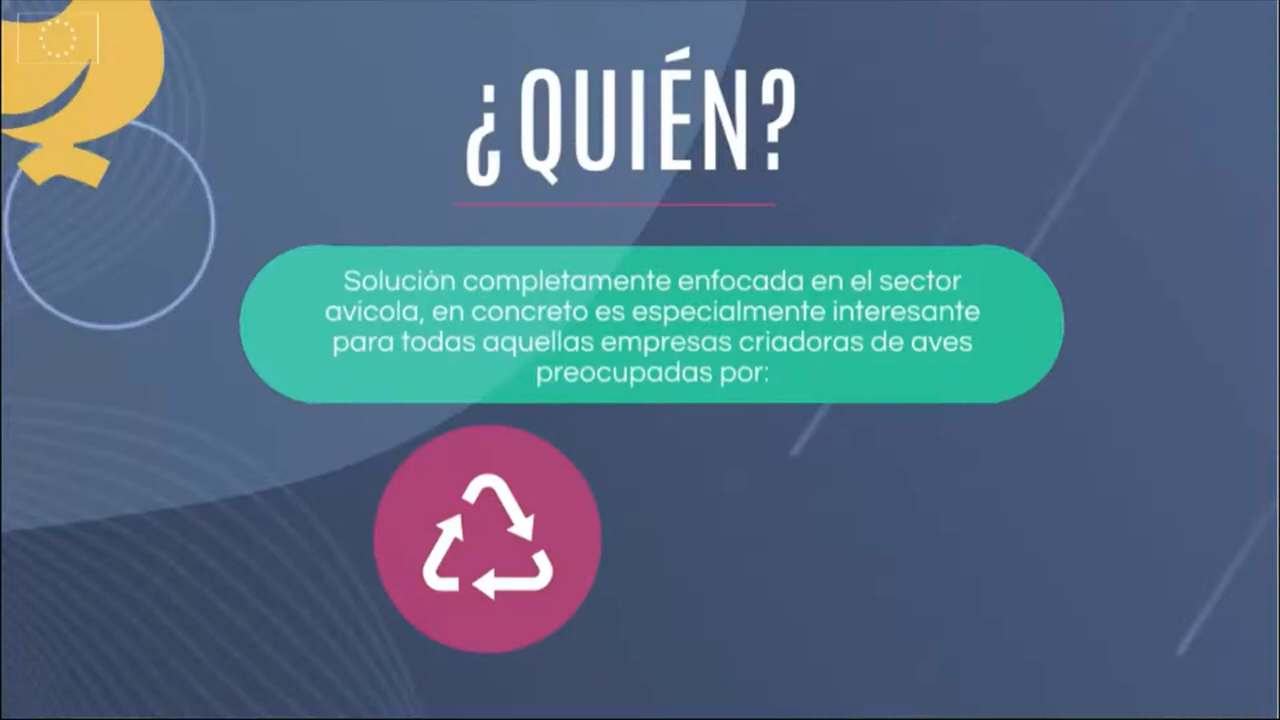 ¿QUIÉN?
Solución completamente enfocada en el sector
avícola, en concreto es especialmente interesante
para todas aquellas empresas criadoras de aves
preocupadas por: